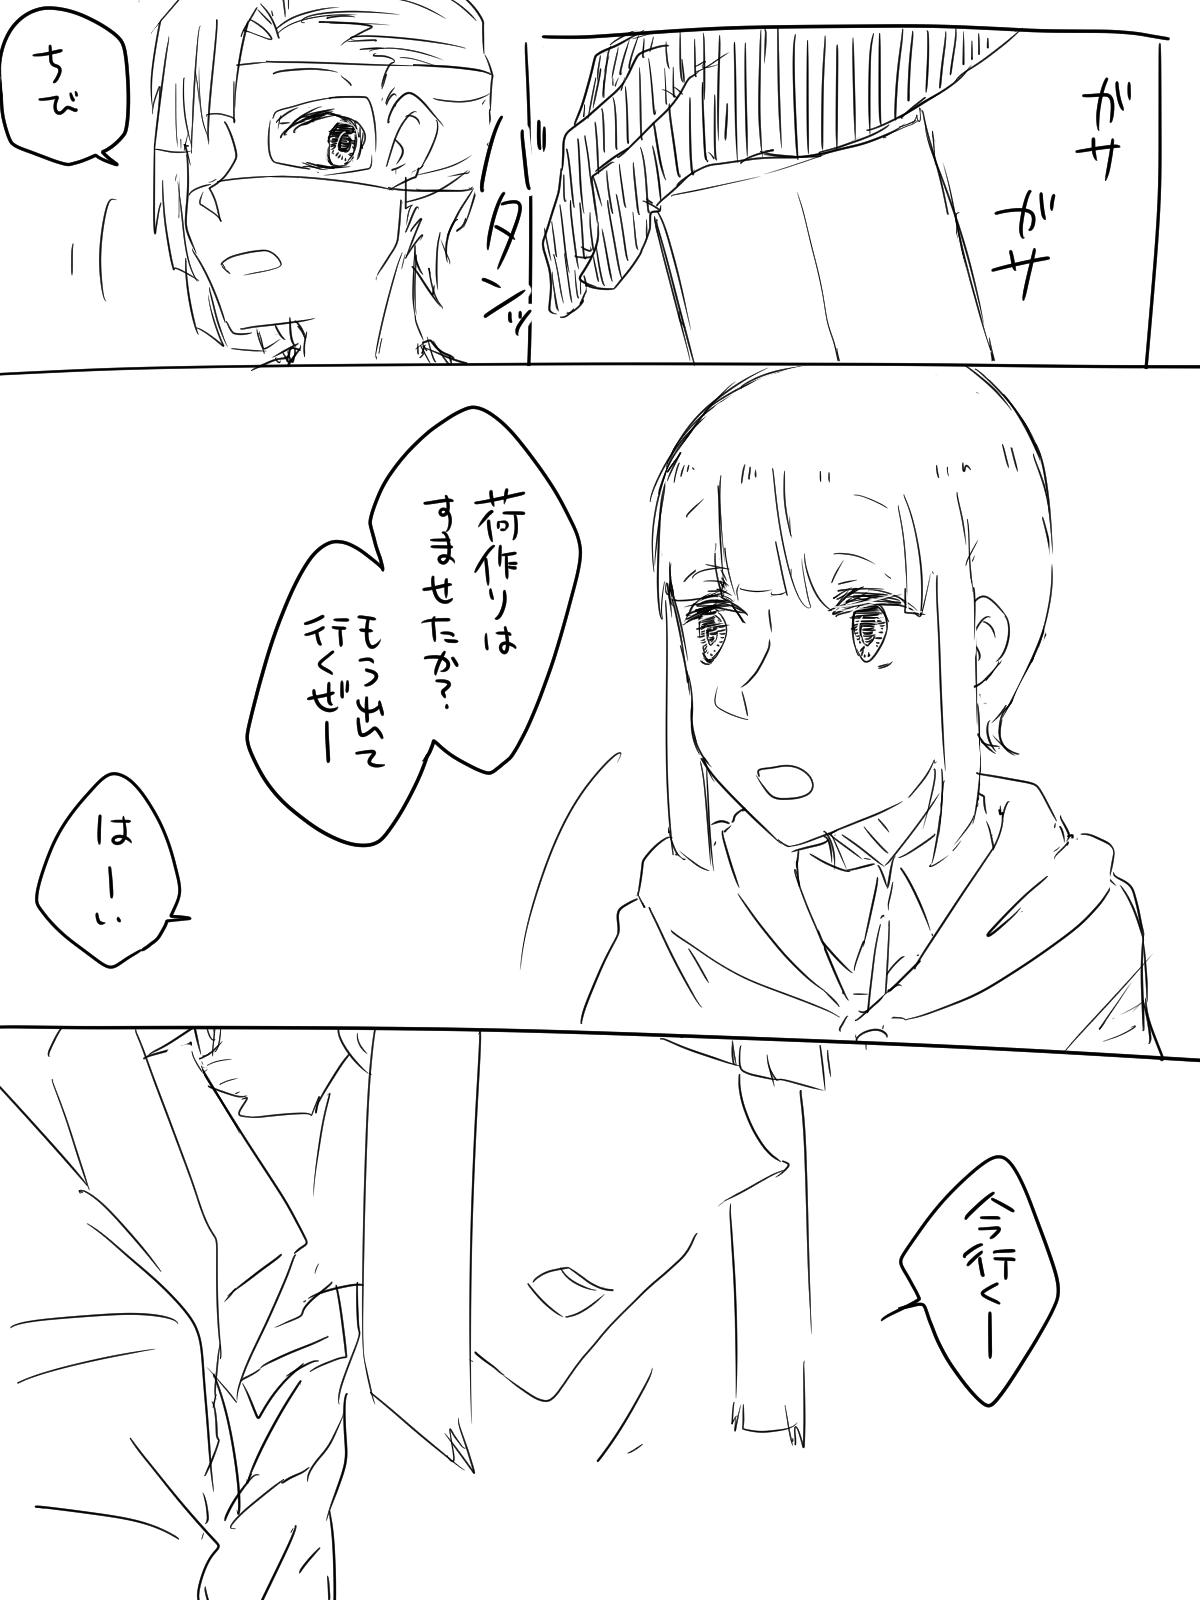 ガサ
ガサ
バタンッ
ちび
荷作りは
すませたか?
もう出て
行くぜー
はーい
今行くー